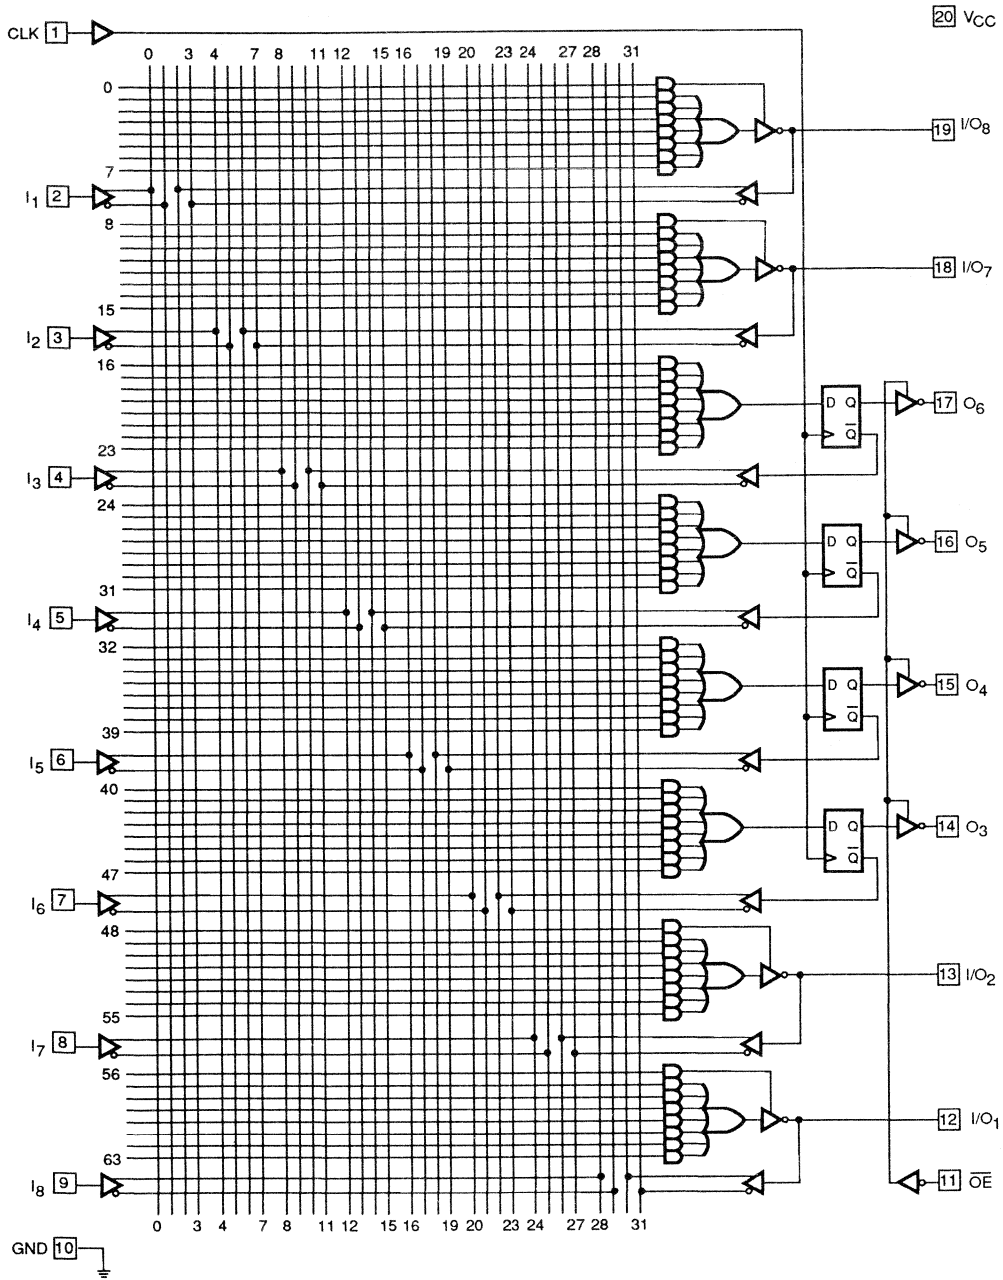 20 VCC
CLK 1
0 3 4 7 8 11 12 15 16 19 20 23 24 27 28 31
0
19 I/O8
7
I1 2
8
18 I/O7
15
I2 3
16
D Q
17 O6
Q
23
I3 4
24
D Q
16 O5
Q
31
I4 5
32
D Q
15 O4
Q
39
I5 6
40
D Q
14 O3
Q
47
I6 7
48
13 I/O2
55
I7 8
56
12 I/O1
63
I8 9
11 OE
0 3 4 7 8 11 12 15 16 19 20 23 24 27 28 31
GND 10